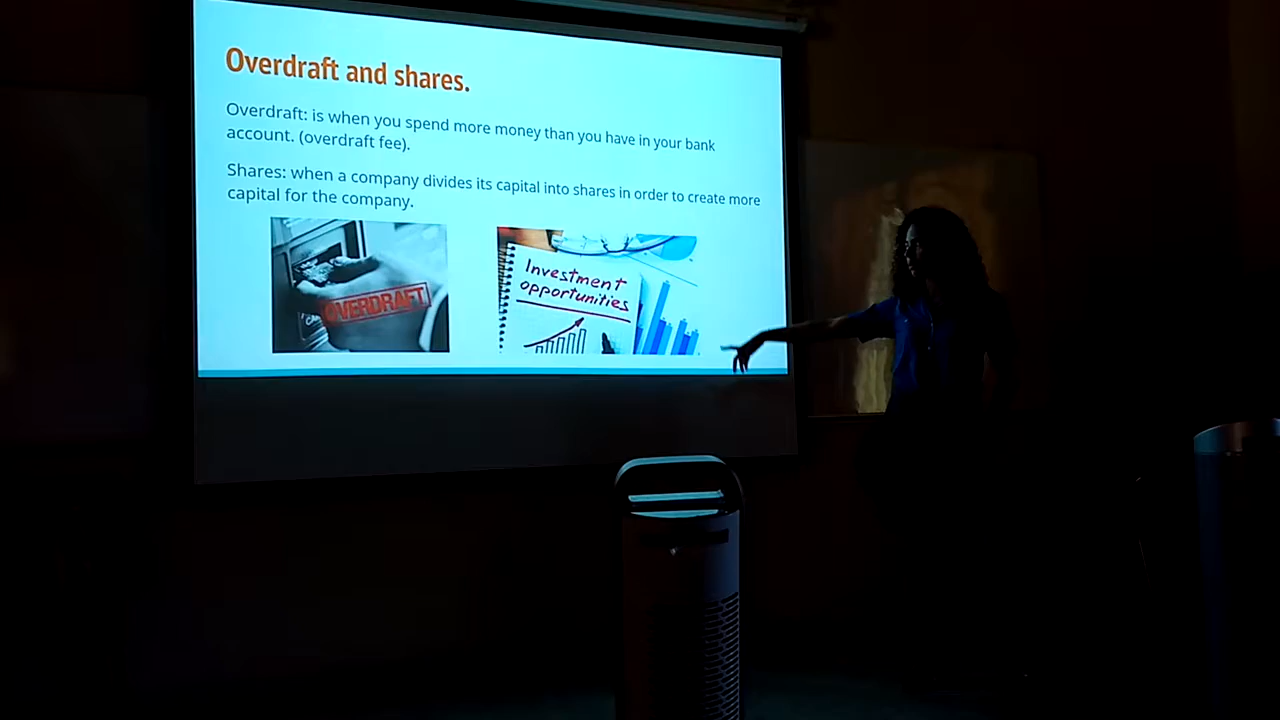 Overdraft and shares.
Overdraft: is when you spend more money than you have in your bank
account. (overdraft fee).
Shares: when a company divides its capital into shares in order to create more
capital for the company.
OVERDRAFT
Investment
opportunities